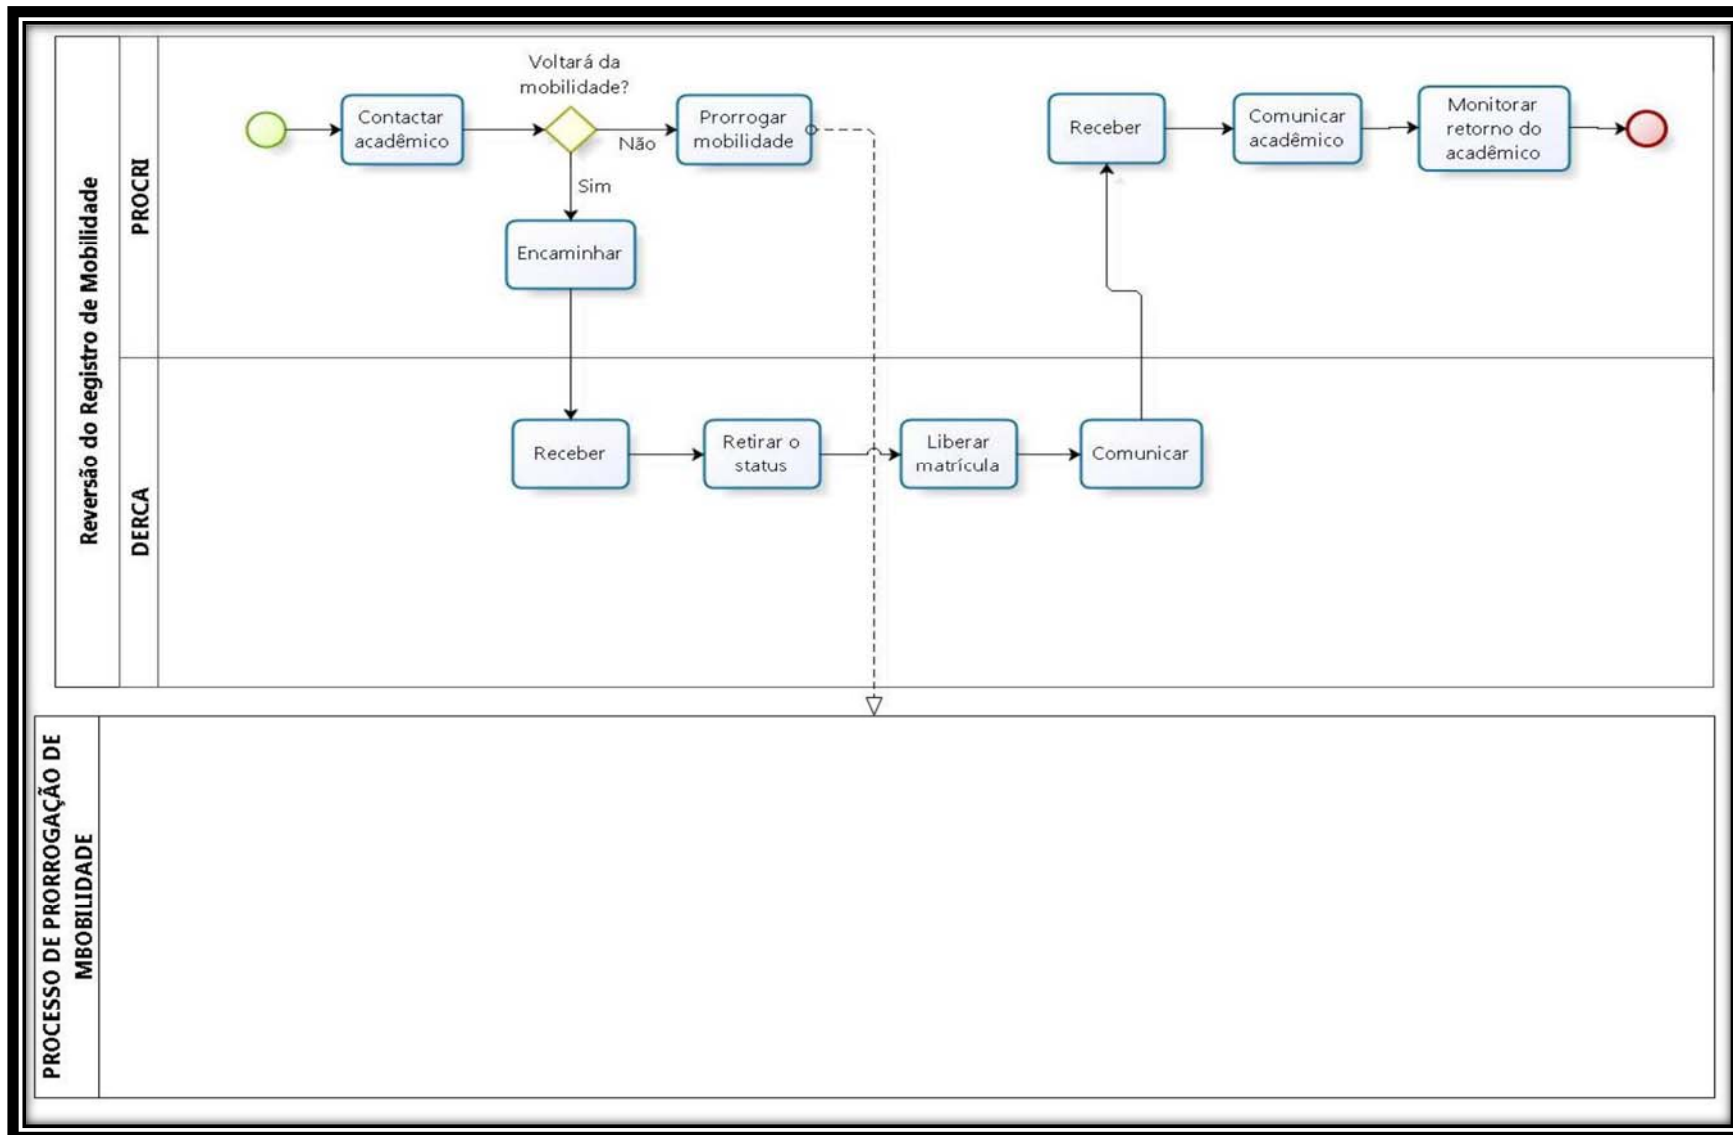 Reversão do Registro de Mobilidade
PROCRI
Contactar
acadêmico
Voltará da
mobilidade?
Não
Sim
Prorrogar
mobilidade
Encaminhar
Receber
Comunicar
acadêmico
Monitorar
retorno do
acadêmico
DERCA
Receber
Retirar o
status
Liberar
matrícula
Comunicar
PROCESSO DE PRORROGAÇÃO DE
MBOBILIDADE